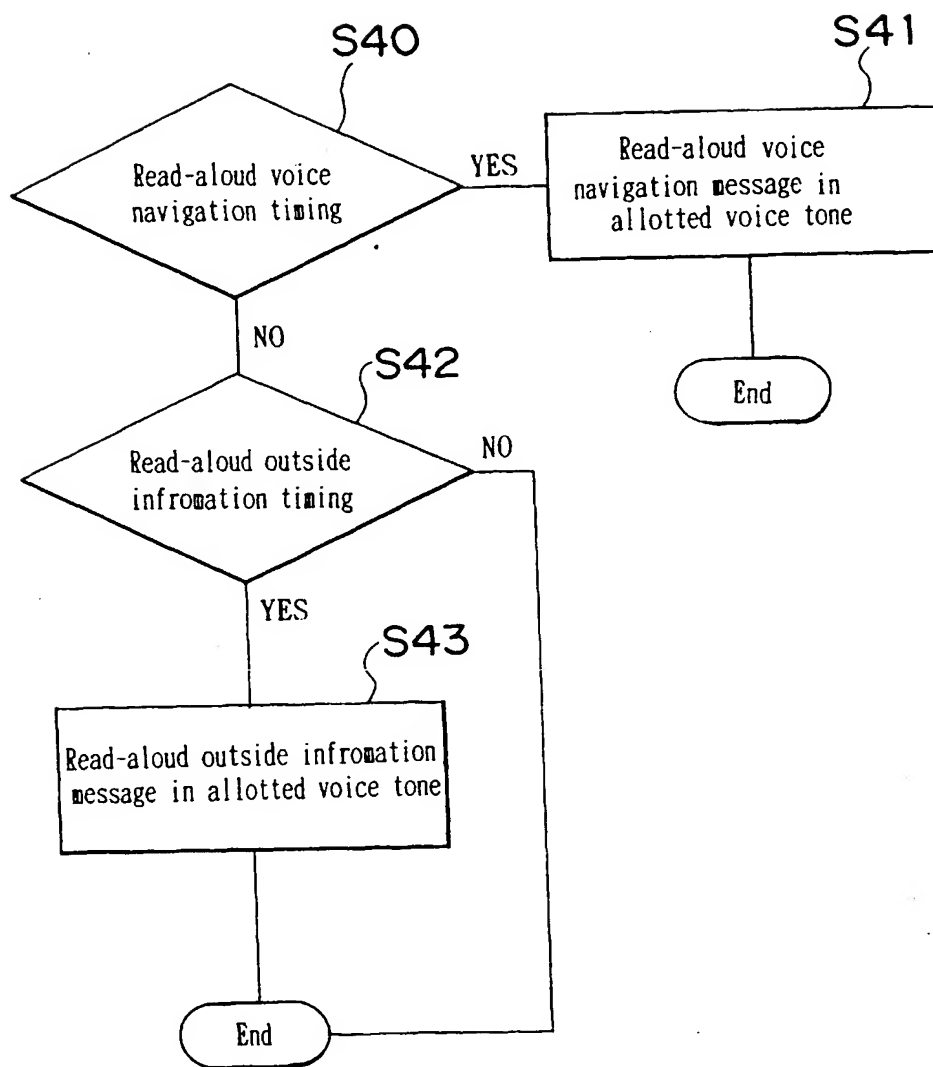 S40
Read-aloud voice
navigation timing
YES
S41
Read-aloud voice
navigation message in
allotted voice tone
End
NO
S42
Read-aloud outside
infromation timing
NO
YES
S43
Read-aloud outside infromation
message in allotted voice tone
End